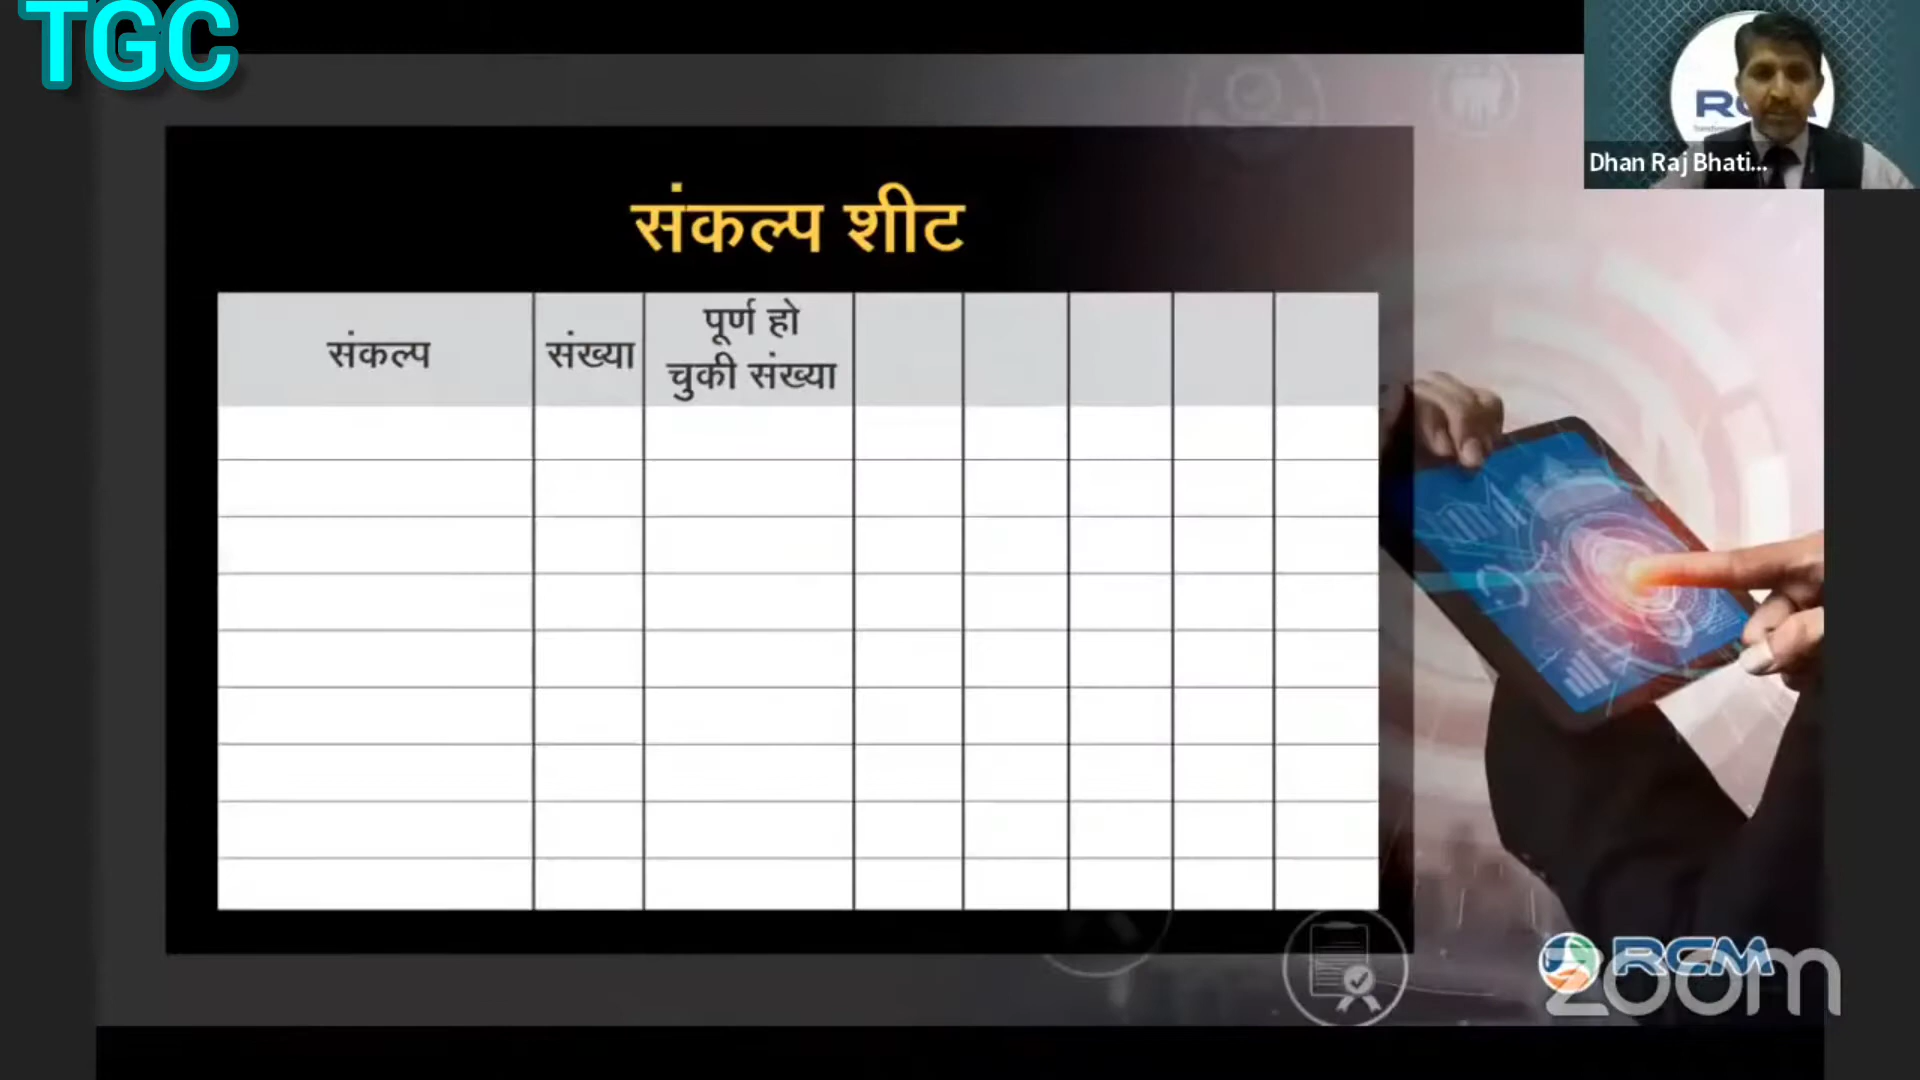 TGC
Dhan Raj Bhati...
संकल्प शीट
संकल्प
संख्या
पूर्ण हो
चुकी संख्या
RCM
zoom